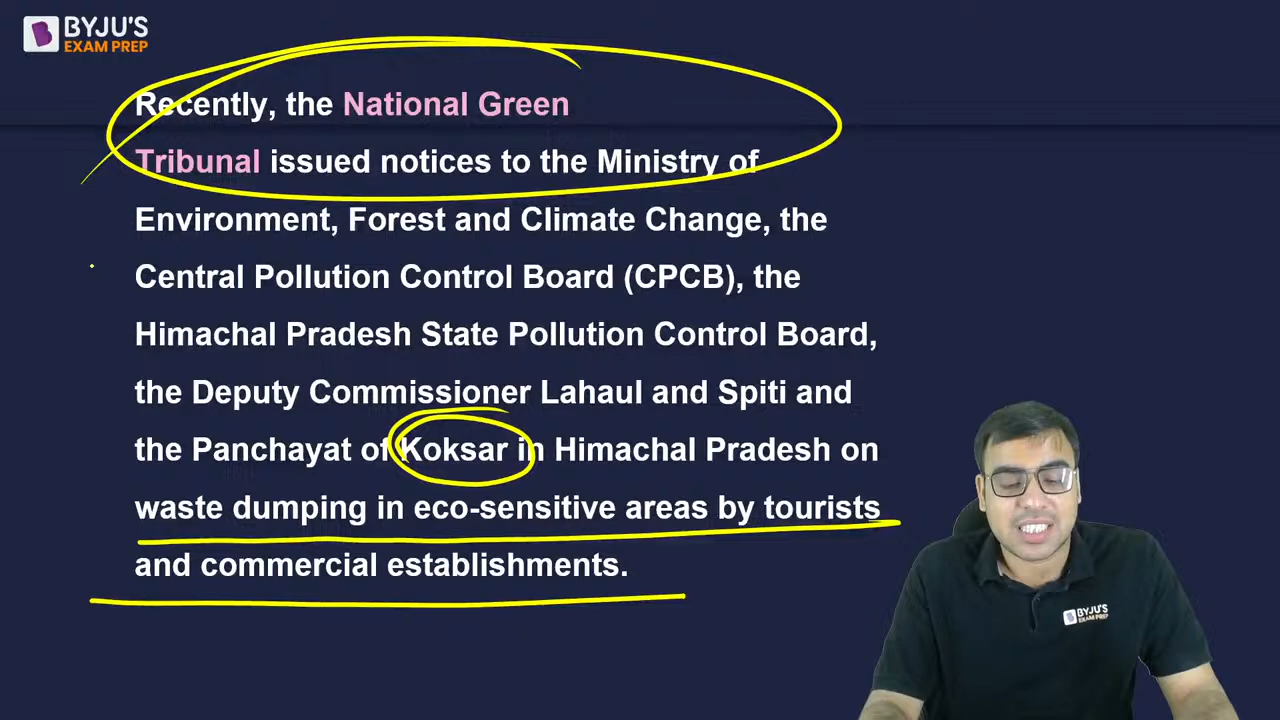 BYJU'S
EXAM PREP
Recently, the National Green
Tribunal issued notices to the Ministry of
Environment, Forest and Climate Change, the
Central Pollution Control Board (CPCB), the
Himachal Pradesh State Pollution Control Board,
the Deputy Commissioner Lahaul and Spiti and
the Panchayat of Koksar in Himachal Pradesh on
waste dumping in eco-sensitive areas by tourists
and commercial establishments.
BYJU'S
EXAM PREP